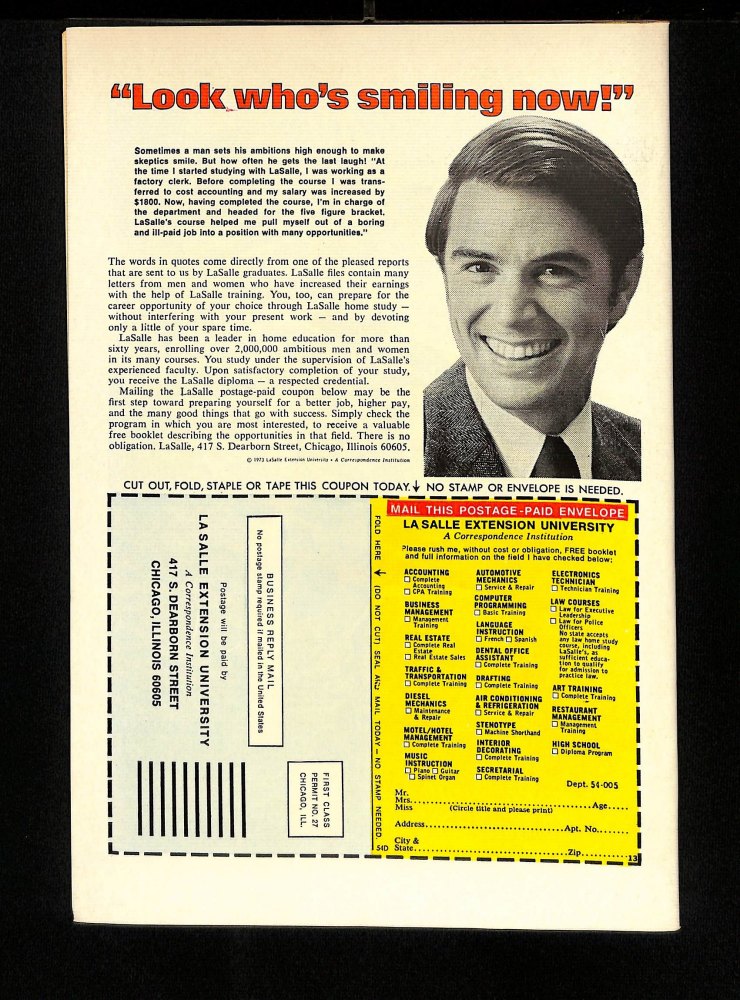 “Look who’s smiling now!”
Sometimes a man sets his ambitions high enough to make
skeptics smile. But how often he gets the last laugh! "At
the time I started studying with LaSalle, I was working as a
factory clerk. Before completing the course I was trans-
ferred to cost accounting and my salary was increased by
$1800. Now, having completed the course, I'm in charge of
the department and headed for the five figure bracket.
LaSalle's course helped me pull myself out of a boring
and ill-paid job into a position with many opportunities."
The words in quotes come directly from one of the pleased reports
that are sent to us by LaSalle graduates. LaSalle files contain many
letters from men and women who have increased their earnings
with the help of LaSalle training. You, too, can prepare for the
career opportunity of your choice through LaSalle home study —
without interfering with your present work — and by devoting
only a little of your spare time.
LaSalle has been a leader in home education for more than
sixty years, enrolling over 2,000,000 ambitious men and women
in its many courses. You study under the supervision of LaSalle's
experienced faculty. Upon satisfactory completion of your study,
you receive the LaSalle diploma — a respected credential.
Mailing the LaSalle postage-paid coupon below may be the
first step toward preparing yourself for a better job, higher pay,
and the many good things that go with success. Simply check the
program in which you are most interested, to receive a valuable
free booklet describing the opportunities in that field. There is no
obligation. LaSalle, 417 S. Dearborn Street, Chicago, Illinois 60605.
© 1973 LaSalle Extension University • A Correspondence Institution
CUT OUT, FOLD, STAPLE OR TAPE THIS COUPON TODAY. ↓ NO STAMP OR ENVELOPE IS NEEDED.
FIRST CLASS
PERMIT NO. 27
CHICAGO, ILL.
BUSINESS REPLY MAIL
No postage stamp required if mailed in the United States
Postage will be paid by
LA SALLE EXTENSION UNIVERSITY
A Correspondence Institution
417 S. DEARBORN STREET
CHICAGO, ILLINOIS 60605
FOLD HERE ↓ (DO NOT CUT) SEAL AND MAIL TODAY – NO STAMP NEEDED.
MAIL THIS POSTAGE-PAID ENVELOPE
LA SALLE EXTENSION UNIVERSITY
A Correspondence Institution
Please rush me, without cost or obligation, FREE booklet
and full information on the field I have checked below:
ACCOUNTING
☐ Complete
Accounting
☐ CPA Training
BUSINESS
MANAGEMENT
☐ Management
Training
REAL ESTATE
☐ Complete Real
Estate
☐ Real Estate Sales
TRAFFIC &
TRANSPORTATION
☐ Complete Training
DIESEL
MECHANICS
☐ Maintenance
& Repair
MOTEL/HOTEL
MANAGEMENT
☐ Complete Training
MUSIC
INSTRUCTION
☐ Piano ☐ Guitar
☐ Spinet Organ
AUTOMOTIVE
MECHANICS
☐ Service & Repair
COMPUTER
PROGRAMMING
☐ Basic Training
LANGUAGE
INSTRUCTION
☐ French ☐ Spanish
DENTAL OFFICE
ASSISTANT
☐ Complete Training
DRAFTING
☐ Complete Training
AIR CONDITIONING
& REFRIGERATION
☐ Service & Repair
STENOTYPE
☐ Machine Shorthand
INTERIOR
DECORATING
☐ Complete Training
SECRETARIAL
☐ Complete Training
ELECTRONICS
TECHNICIAN
☐ Technician Training
LAW COURSES
☐ Law for Executive
Leadership
☐ Law for Police
Officers
No state accepts
any law home study
course, including
LaSalle's, as
sufficient educa-
tion to qualify
for admission to
practice law.
ART TRAINING
☐ Complete Training
RESTAURANT
MANAGEMENT
☐ Management
Training
HIGH SCHOOL
☐ Diploma Program
Dept. 54-005
Mr.
Mrs. Age
Miss (Circle title and please print)
Address Apt. No.
City &
54D State Zip 13